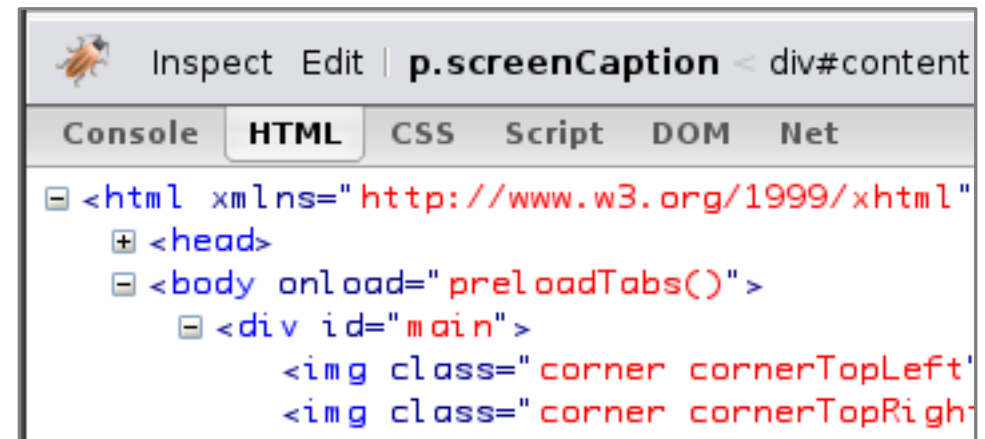 Inspect Edit | p.screenCaption < div#content
Console HTML CSS Script DOM Net
<html xmlns="http://www.w3.org/1999/xhtml"
<head>
<body onload="preloadTabs()">
<div id="main">
<img class="corner cornerTopLeft"
<img class="corner cornerTopRigh